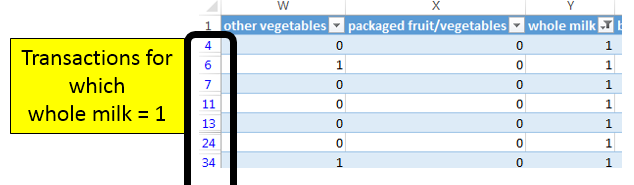 W X Y
1 other vegetables packaged fruit/vegetables whole milk
4 0 0 1
6 1 0 1
7 0 0 1
11 0 0 1
13 0 0 1
24 0 0 1
34 1 0 1
Transactions for
which
whole milk = 1